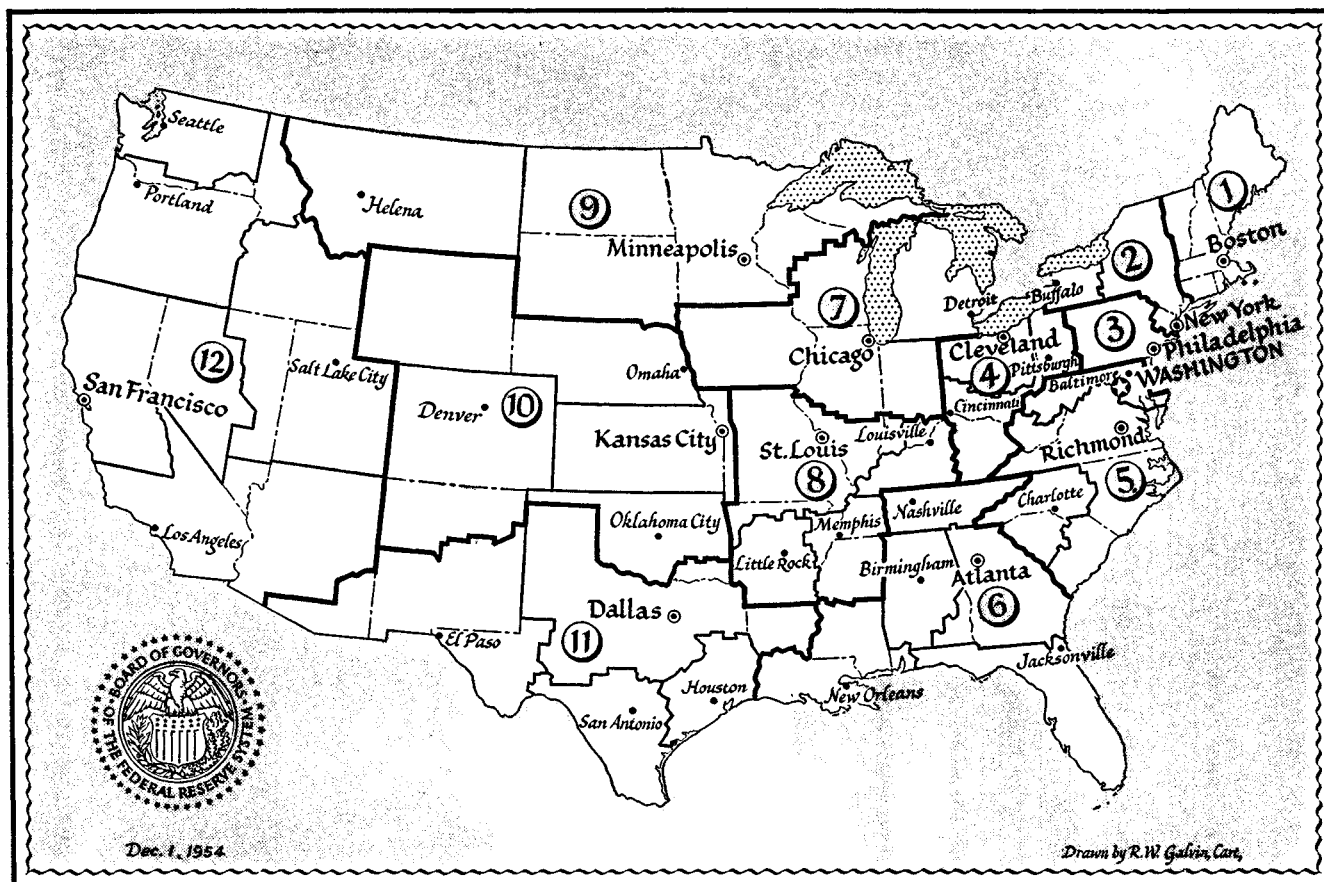 Seattle
Portland
Helena
9
Minneapolis
1
Boston
2
Detroit
Buffalo
7
Chicago
3
New York
Philadelphia
WASHINGTON
Cleveland
Pittsburgh
4
Baltimore
Cincinnati
12
Salt Lake City
San Francisco
Omaha
Denver
10
Kansas City
St. Louis
8
Louisville
Richmond
5
Los Angeles
Oklahoma City
Memphis
Nashville
Charlotte
Little Rock
Birmingham
Atlanta
6
Dallas
11
El Paso
Houston
San Antonio
New Orleans
Jacksonville
BOARD OF GOVERNORS
OF THE FEDERAL RESERVE SYSTEM
Dec. 1, 1954
Drawn by R.W. Galvin, Cart.